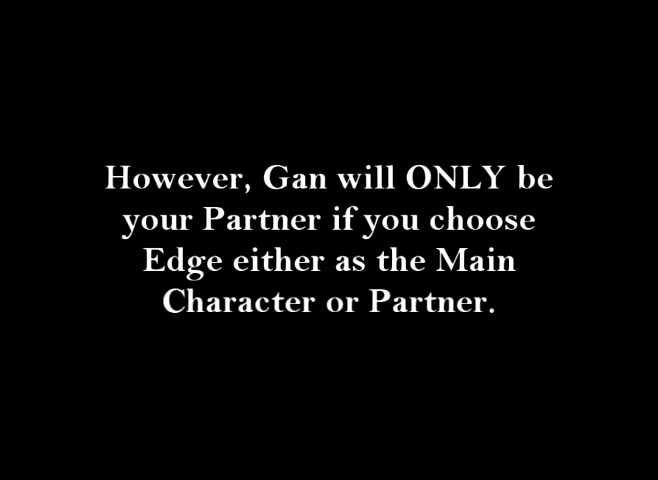 However, Gan will ONLY be
your Partner if you choose
Edge either as the Main
Character or Partner.